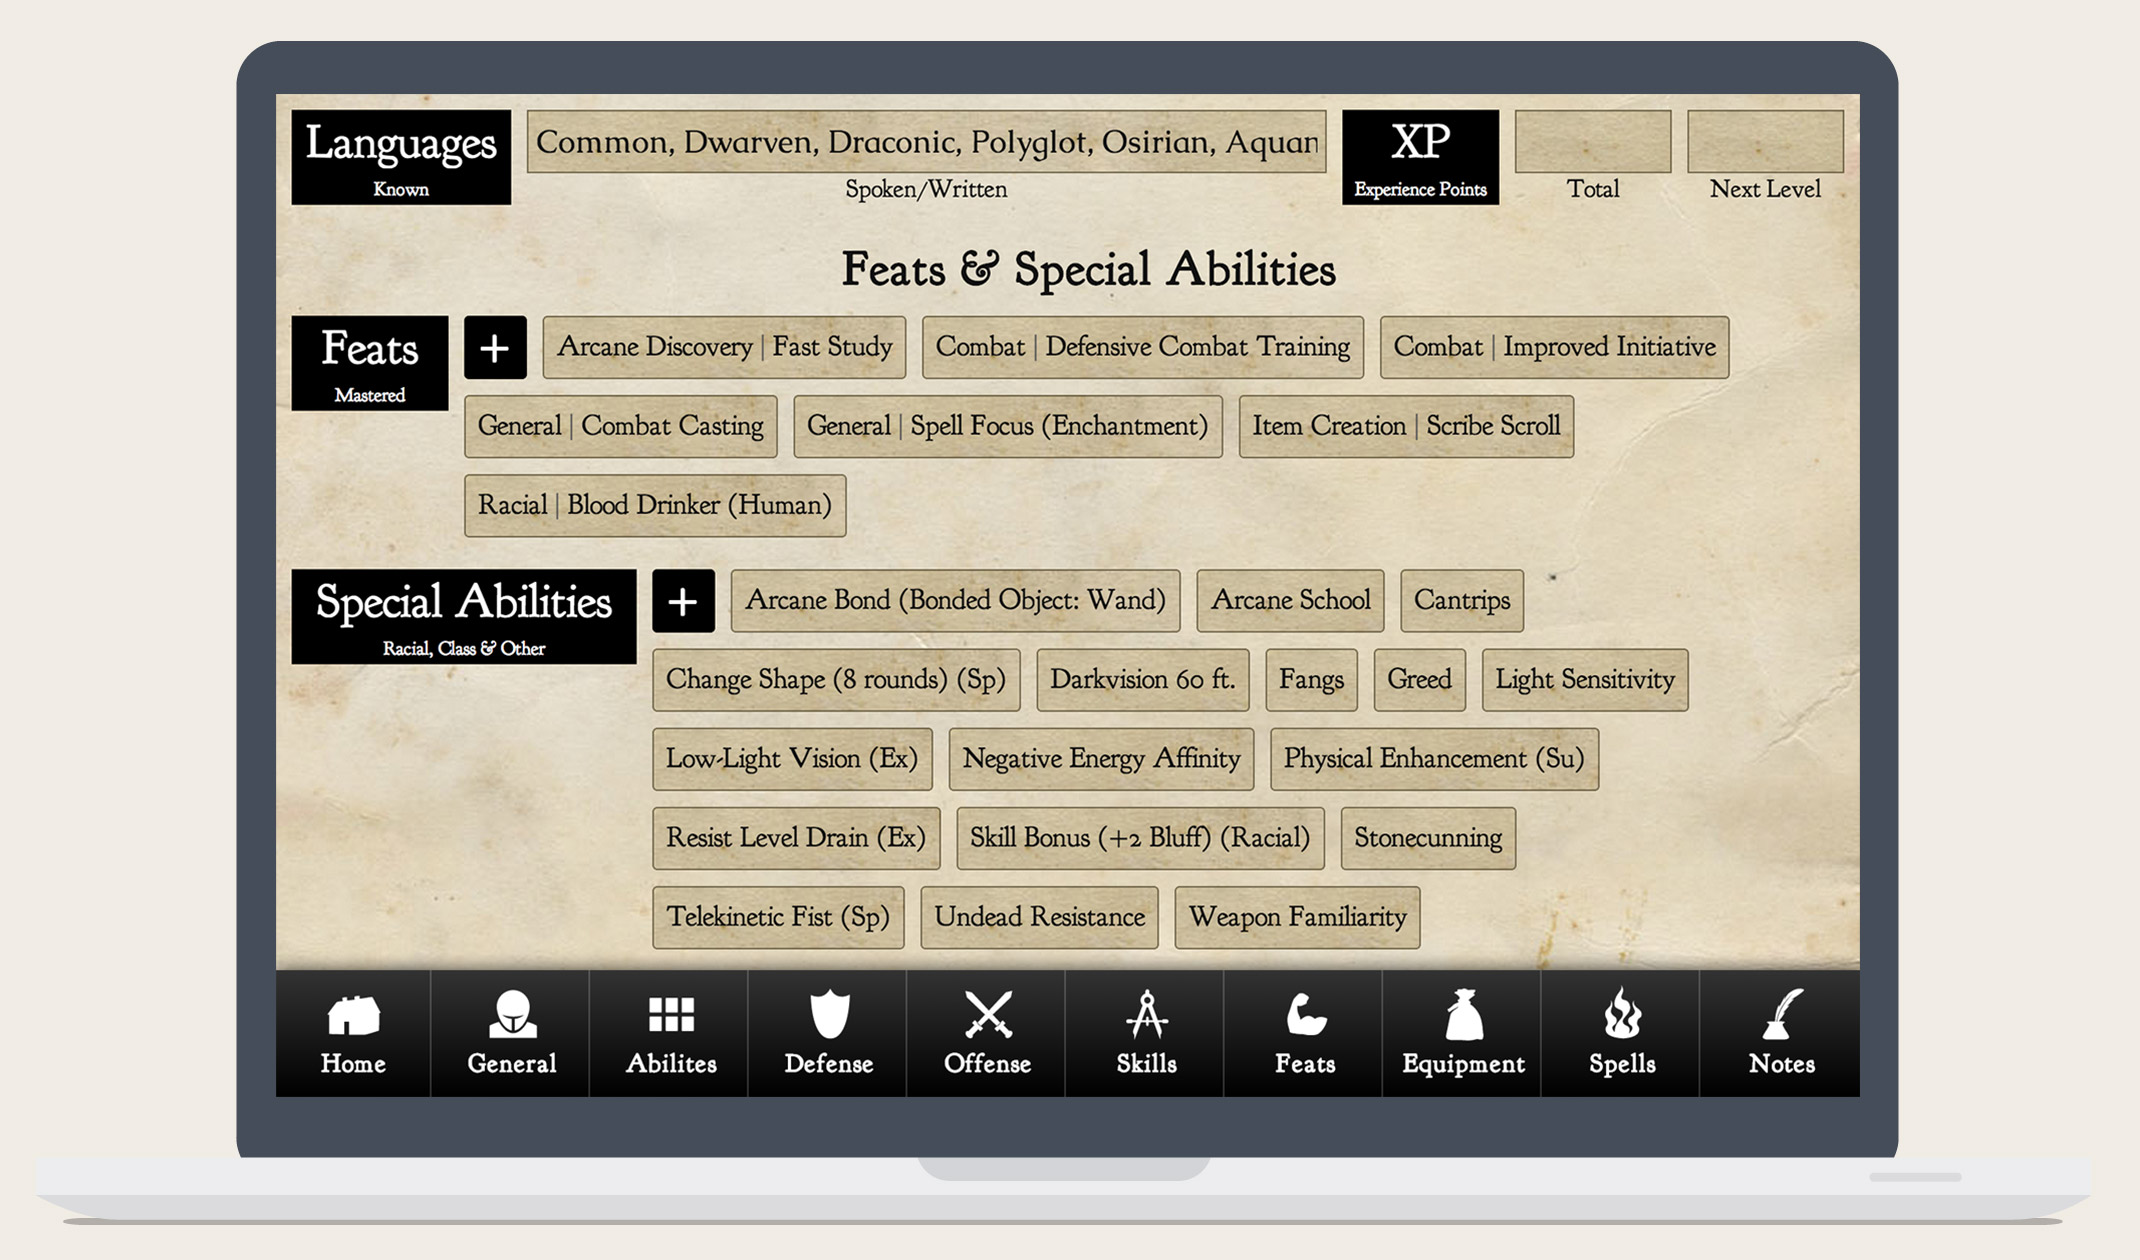 Languages
Known
Common, Dwarven, Draconic, Polyglot, Osirian, Aquan
Spoken/Written
XP
Experience Points
Total
Next Level
Feats & Special Abilities
Feats
Mastered
+
Arcane Discovery | Fast Study
Combat | Defensive Combat Training
Combat | Improved Initiative
General | Combat Casting
General | Spell Focus (Enchantment)
Item Creation | Scribe Scroll
Racial | Blood Drinker (Human)
Special Abilities
Racial, Class & Other
+
Arcane Bond (Bonded Object: Wand)
Arcane School
Cantrips
Change Shape (8 rounds) (Sp)
Darkvision 60 ft.
Fangs
Greed
Light Sensitivity
Low-Light Vision (Ex)
Negative Energy Affinity
Physical Enhancement (Su)
Resist Level Drain (Ex)
Skill Bonus (+2 Bluff) (Racial)
Stonecunning
Telekinetic Fist (Sp)
Undead Resistance
Weapon Familiarity
Home
General
Abilites
Defense
Offense
Skills
Feats
Equipment
Spells
Notes